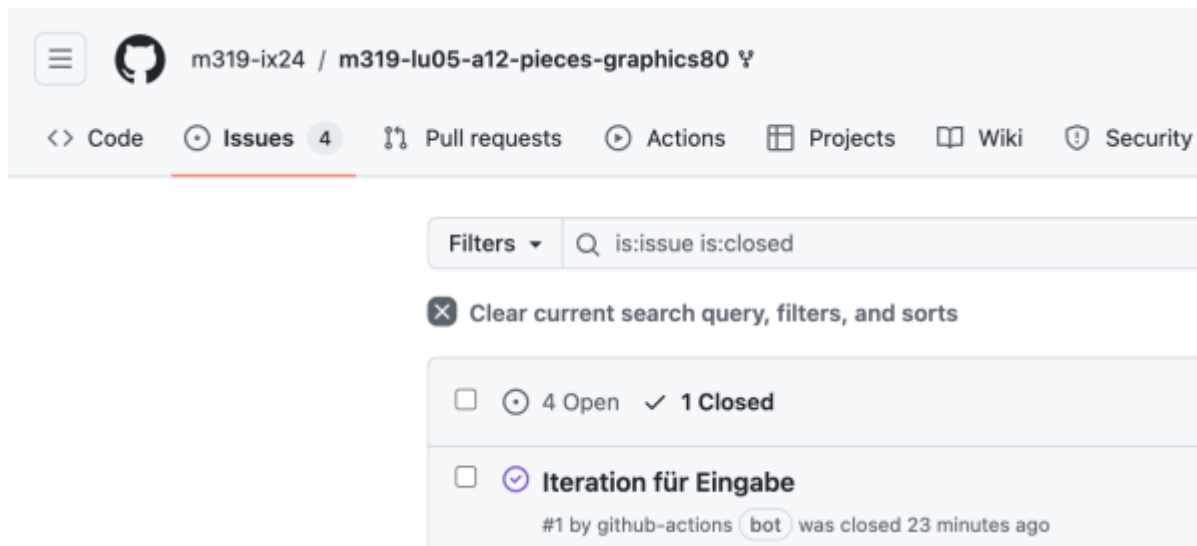 m319-ix24 / m319-lu05-a12-pieces-graphics80
Code Issues 4 Pull requests Actions Projects Wiki Security
Filters is:issue is:closed
Clear current search query, filters, and sorts
4 Open 1 Closed
Iteration für Eingabe
#1 by github-actions bot was closed 23 minutes ago